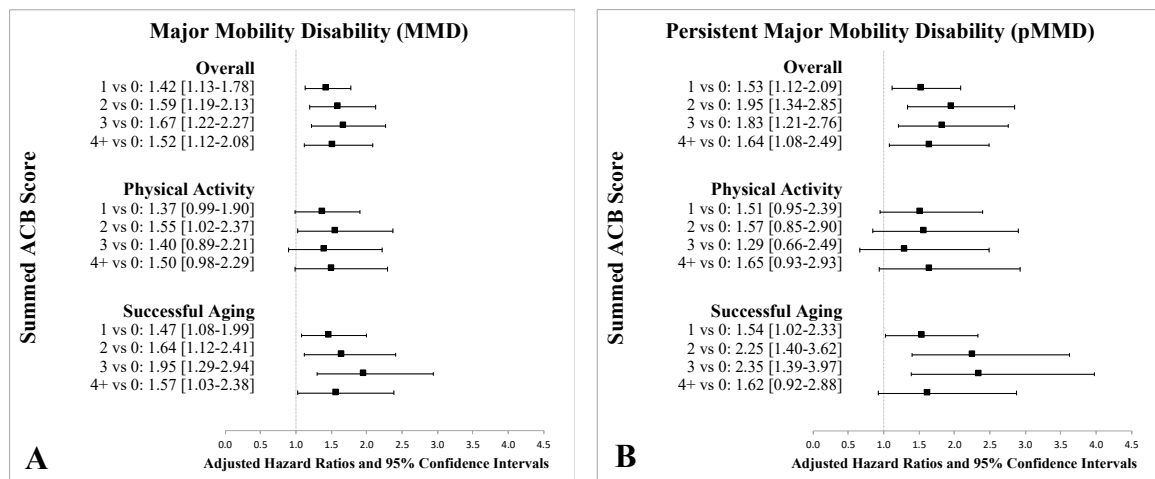 Major Mobility Disability (MMD)
Summed ACB Score
Overall
1 vs 0: 1.42 [1.13-1.78]
2 vs 0: 1.59 [1.19-2.13]
3 vs 0: 1.67 [1.22-2.27]
4+ vs 0: 1.52 [1.12-2.08]
Physical Activity
1 vs 0: 1.37 [0.99-1.90]
2 vs 0: 1.55 [1.02-2.37]
3 vs 0: 1.40 [0.89-2.21]
4+ vs 0: 1.50 [0.98-2.29]
Successful Aging
1 vs 0: 1.47 [1.08-1.99]
2 vs 0: 1.64 [1.12-2.41]
3 vs 0: 1.95 [1.29-2.94]
4+ vs 0: 1.57 [1.03-2.38]
0.0 0.5 1.0 1.5 2.0 2.5 3.0 3.5 4.0 4.5
Adjusted Hazard Ratios and 95% Confidence Intervals
A
Persistent Major Mobility Disability (pMMD)
Summed ACB Score
Overall
1 vs 0: 1.53 [1.12-2.09]
2 vs 0: 1.95 [1.34-2.85]
3 vs 0: 1.83 [1.21-2.76]
4+ vs 0: 1.64 [1.08-2.49]
Physical Activity
1 vs 0: 1.51 [0.95-2.39]
2 vs 0: 1.57 [0.85-2.90]
3 vs 0: 1.29 [0.66-2.49]
4+ vs 0: 1.65 [0.93-2.93]
Successful Aging
1 vs 0: 1.54 [1.02-2.33]
2 vs 0: 2.25 [1.40-3.62]
3 vs 0: 2.35 [1.39-3.97]
4+ vs 0: 1.62 [0.92-2.88]
0.0 0.5 1.0 1.5 2.0 2.5 3.0 3.5 4.0 4.5
Adjusted Hazard Ratios and 95% Confidence Intervals
B